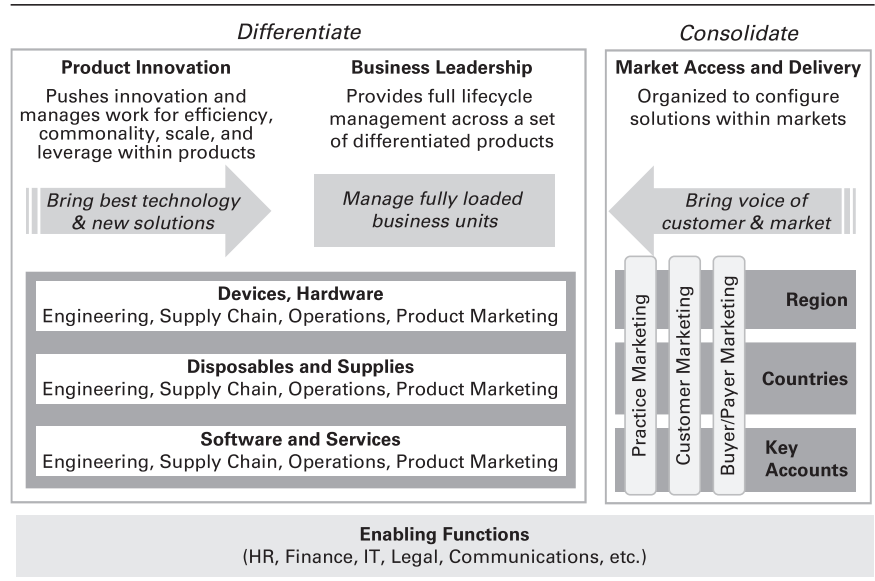 Differentiate
Product Innovation
Pushes innovation and
manages work for efficiency,
commonality, scale, and
leverage within products
Business Leadership
Provides full lifecycle
management across a set
of differentiated products
Bring best technology
& new solutions
Manage fully loaded
business units
Devices, Hardware
Engineering, Supply Chain, Operations, Product Marketing
Disposables and Supplies
Engineering, Supply Chain, Operations, Product Marketing
Software and Services
Engineering, Supply Chain, Operations, Product Marketing
Consolidate
Market Access and Delivery
Organized to configure
solutions within markets
Bring voice of
customer & market
Practice Marketing
Customer Marketing
Buyer/Payer Marketing
Region
Countries
Key
Accounts
Enabling Functions
(HR, Finance, IT, Legal, Communications, etc.)